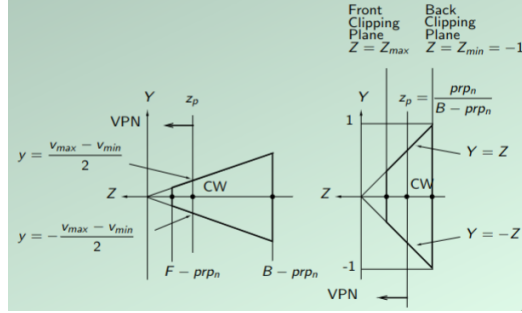 Front
Clipping
Plane
Z = Z_max
Back
Clipping
Plane
Z = Z_min = -1
Y
z_p
VPN
y = (v_max − v_min)/2
CW
Z
y = −(v_max − v_min)/2
F − prp_n
B − prp_n
Y
z_p = prp_n/(B − prp_n)
1
Y = Z
CW
Z
Y = −Z
-1
VPN